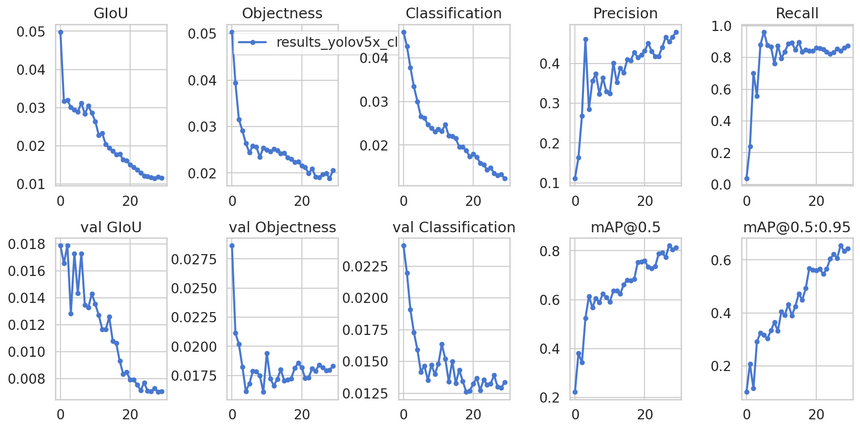 GIoU Objectness Classification Precision Recall
0.05 0.05 results_yolov5x_cl 1.0
0.04 0.04 0.04 0.4 0.8
0.03 0.03 0.3 0.6
0.02 0.02 0.02 0.2 0.4
0.01 0.1 0.2
0.0
0 20 0 20 0 20 0 20 0 20
val GIoU val Objectness val Classification mAP@0.5 mAP@0.5:0.95
0.018 0.0275 0.0225 0.8 0.6
0.016 0.0250 0.0200
0.014 0.0225 0.0175 0.6 0.4
0.012 0.0200 0.0150 0.4
0.010 0.0175 0.0125 0.2 0.2
0.008
0 20 0 20 0 20 0 20 0 20